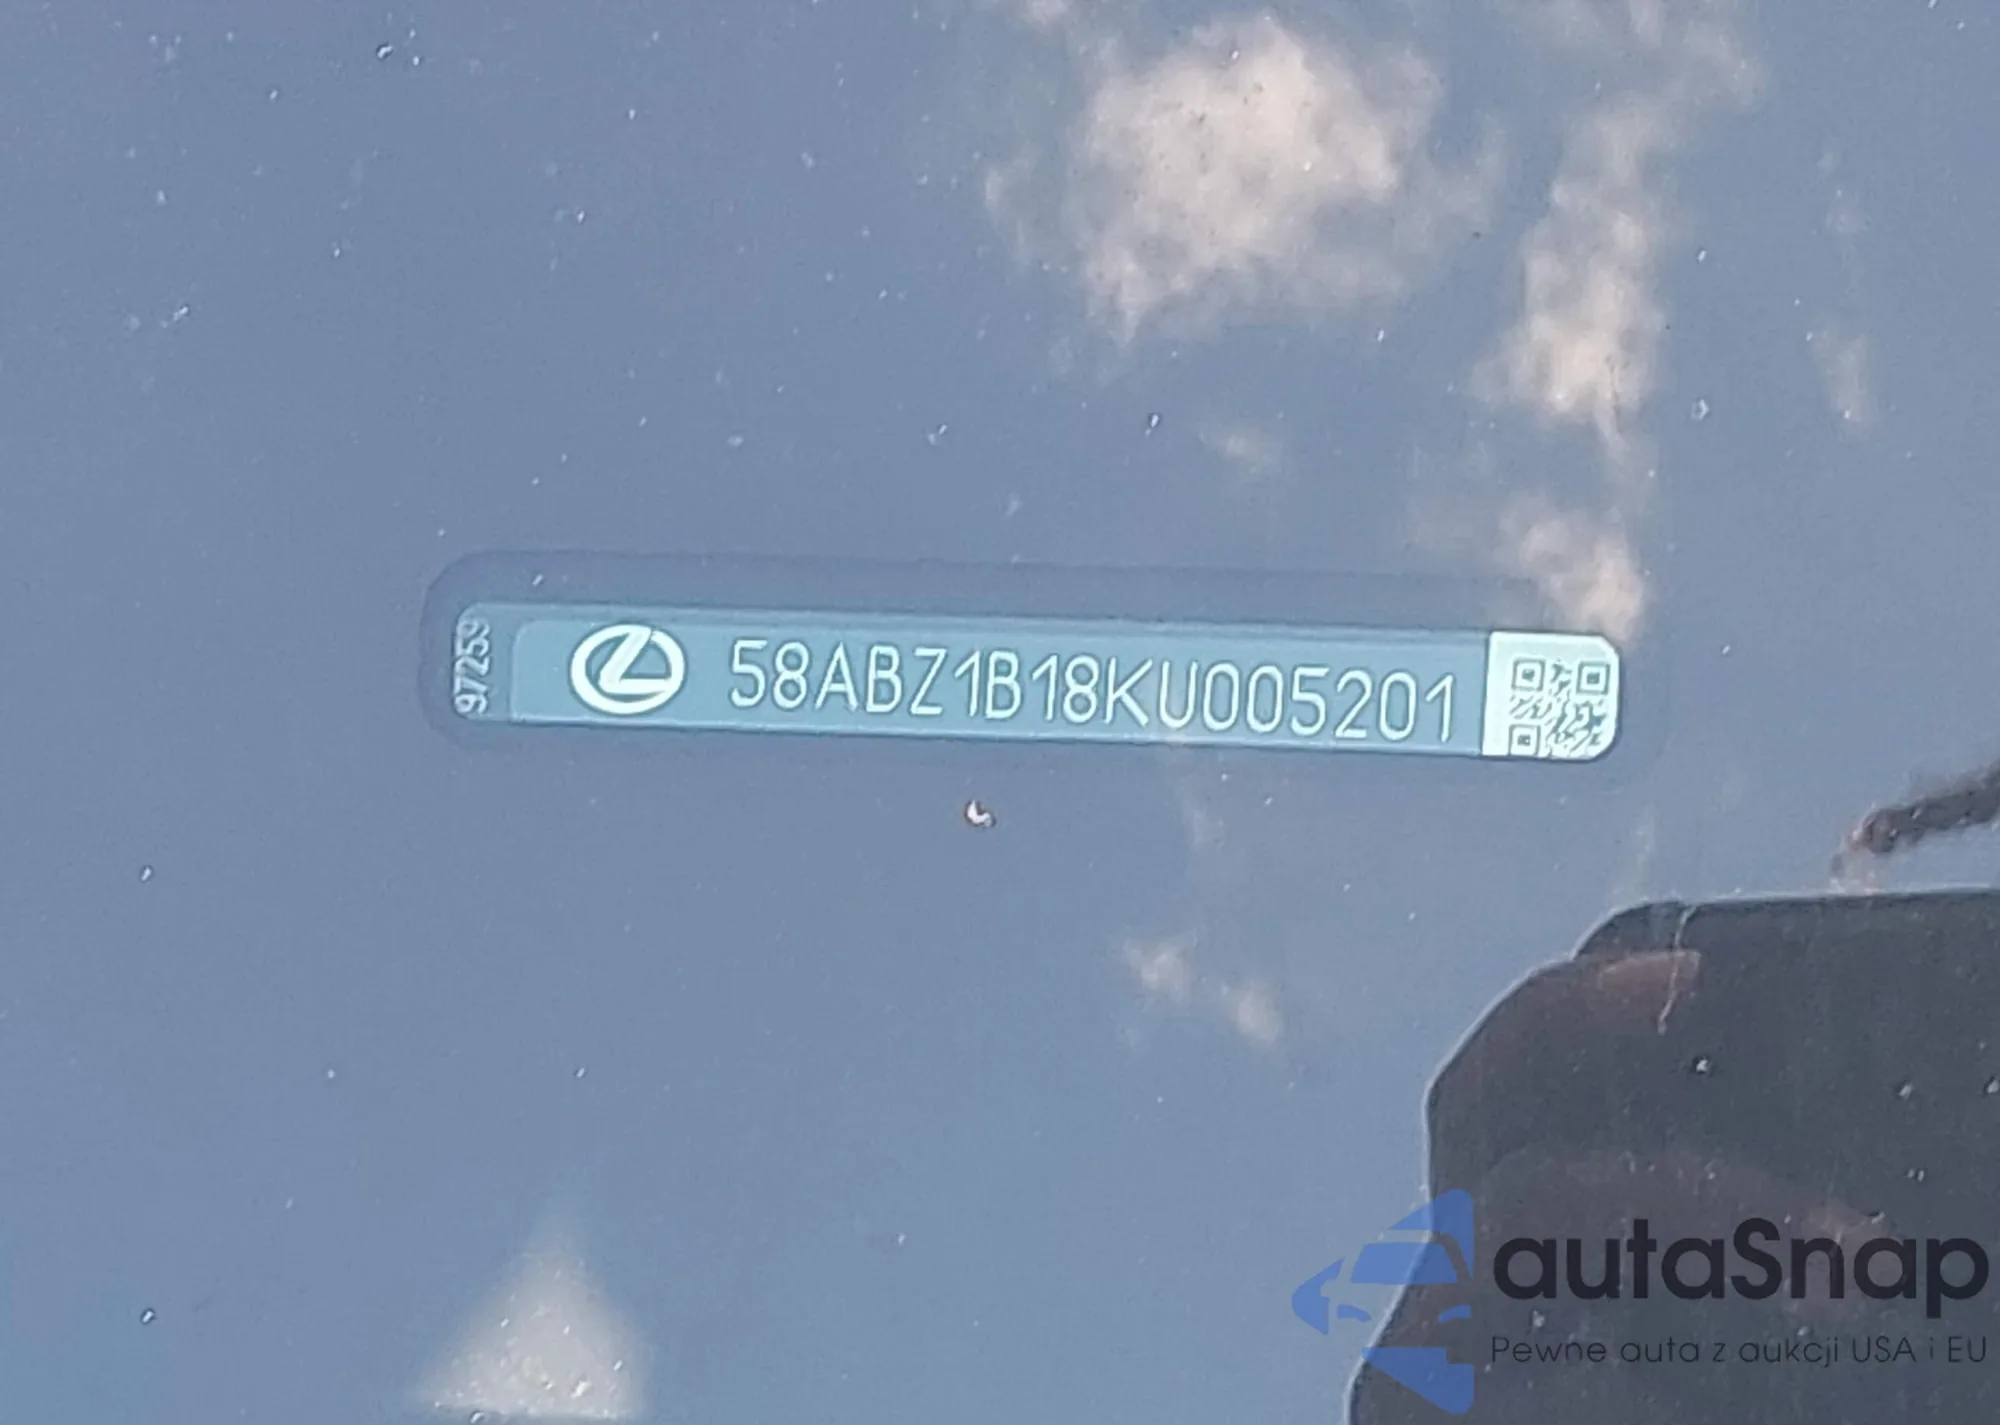 97259
58ABZ1B18KU005201
autaSnap
Pewne auta z aukcji USA i EU